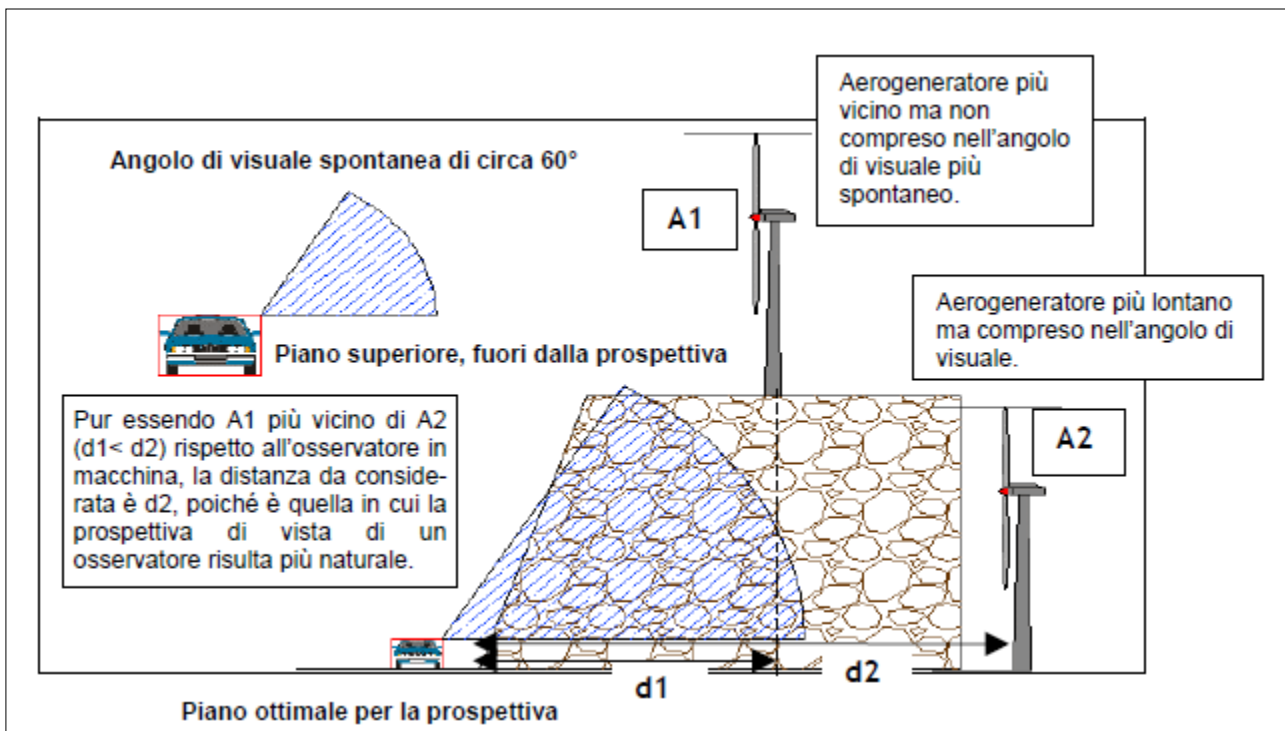 Aerogeneratore più
vicino ma non
compreso nell'angolo
di visuale più
spontaneo.
Angolo di visuale spontanea di circa 60°
A1
Aerogeneratore più lontano
ma compreso nell'angolo di
visuale.
Piano superiore, fuori dalla prospettiva
Pur essendo A1 più vicino di A2
(d1< d2) rispetto all'osservatore in
macchina, la distanza da conside-
rata è d2, poiché è quella in cui la
prospettiva di vista di un
osservatore risulta più naturale.
A2
d1
d2
Piano ottimale per la prospettiva